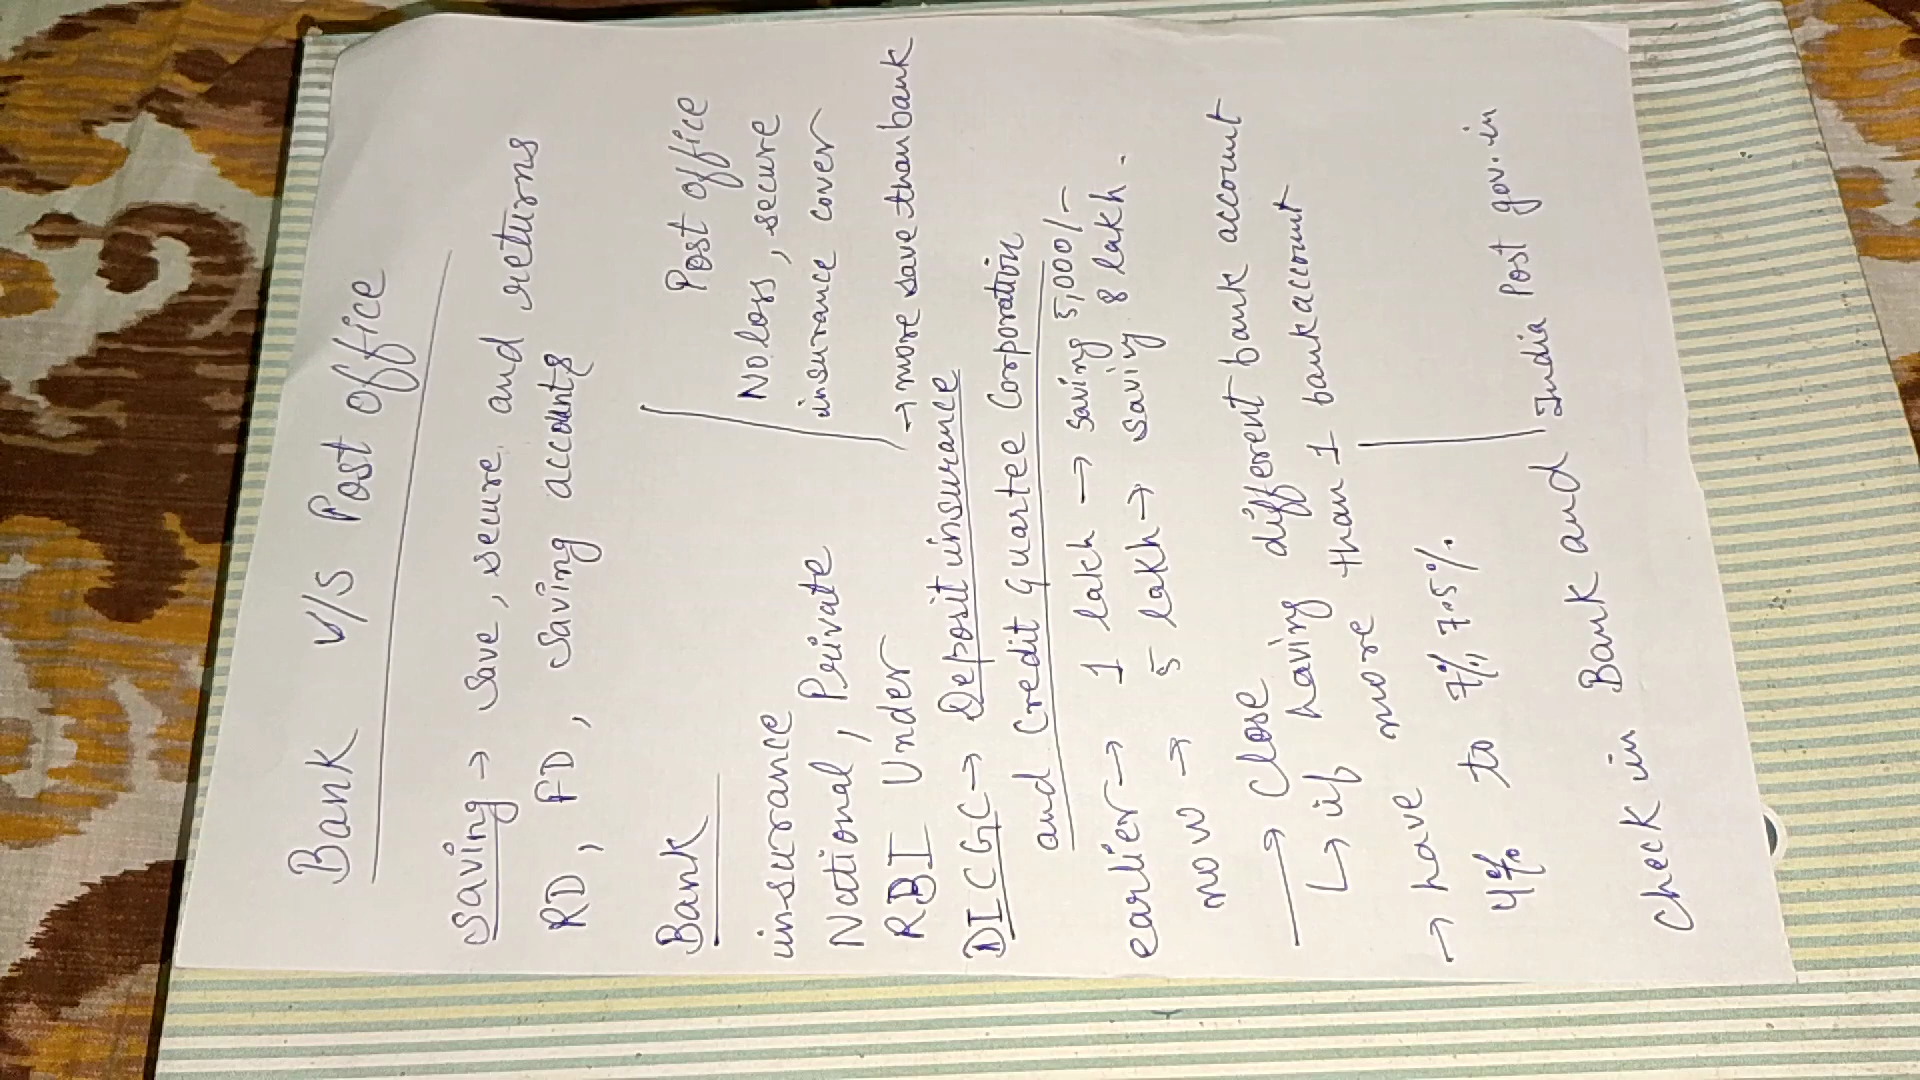 Bank v/s Post office
saving → save, secure and returns
RD, FD, saving accounts
Bank
Post office
insurance
No loss, secure
National, Private
insurance cover
RBI Under
→ more save than bank
DICGC → Deposit insurance
and Credit Guartee Corporation
earlier → 1 lakh → saving 5,000/-
now → 5 lakh → saving 8 lakh.
→ Close
↳ if having different bank account
→ have more than 1 bank account
4% to 7%, 7.5%.
check in Bank and India Post gov.in